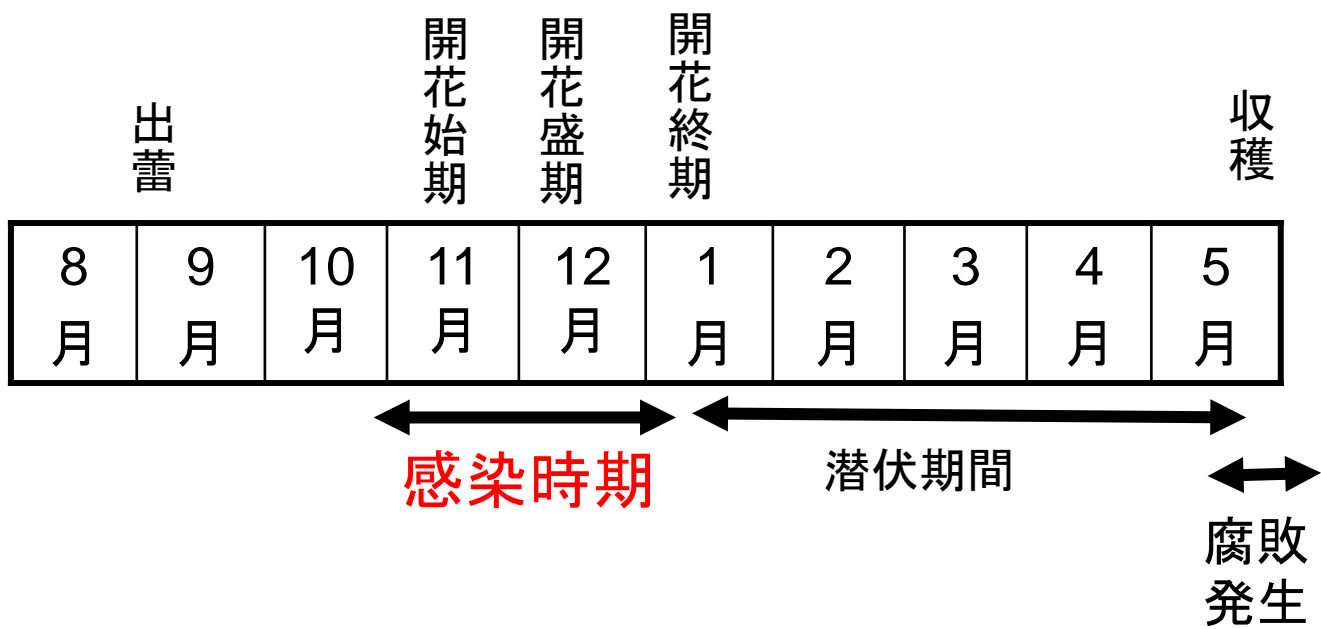 出蕾
開花始期
開花盛期
開花終期
収穫
8月
9月
10月
11月
12月
1月
2月
3月
4月
5月
感染時期
潜伏期間
腐敗
発生